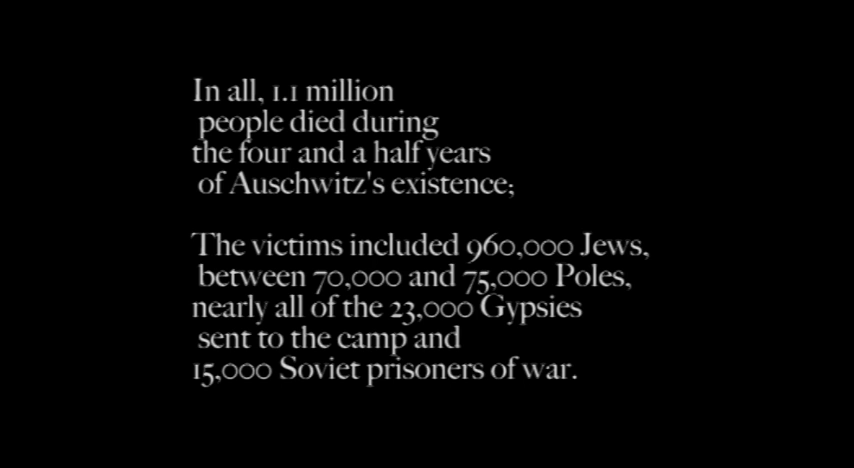 In all, 1.1 million
people died during
the four and a half years
of Auschwitz's existence;
The victims included 960,000 Jews,
between 70,000 and 75,000 Poles,
nearly all of the 23,000 Gypsies
sent to the camp and
15,000 Soviet prisoners of war.